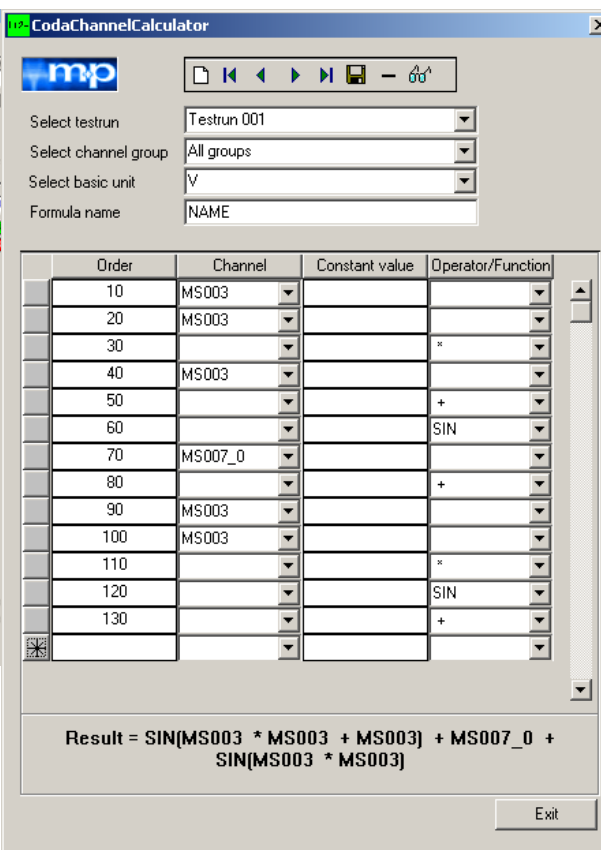 CodaChannelCalculator
mp
Select testrun Testrun 001
Select channel group All groups
Select basic unit V
Formula name NAME
Order Channel Constant value Operator/Function
10 MS003
20 MS003
30 *
40 MS003
50 +
60 SIN
70 MS007_0
80 +
90 MS003
100 MS003
110 *
120 SIN
130 +
Result = SIN(MS003 * MS003 + MS003) + MS007_0 +
SIN(MS003 * MS003)
Exit